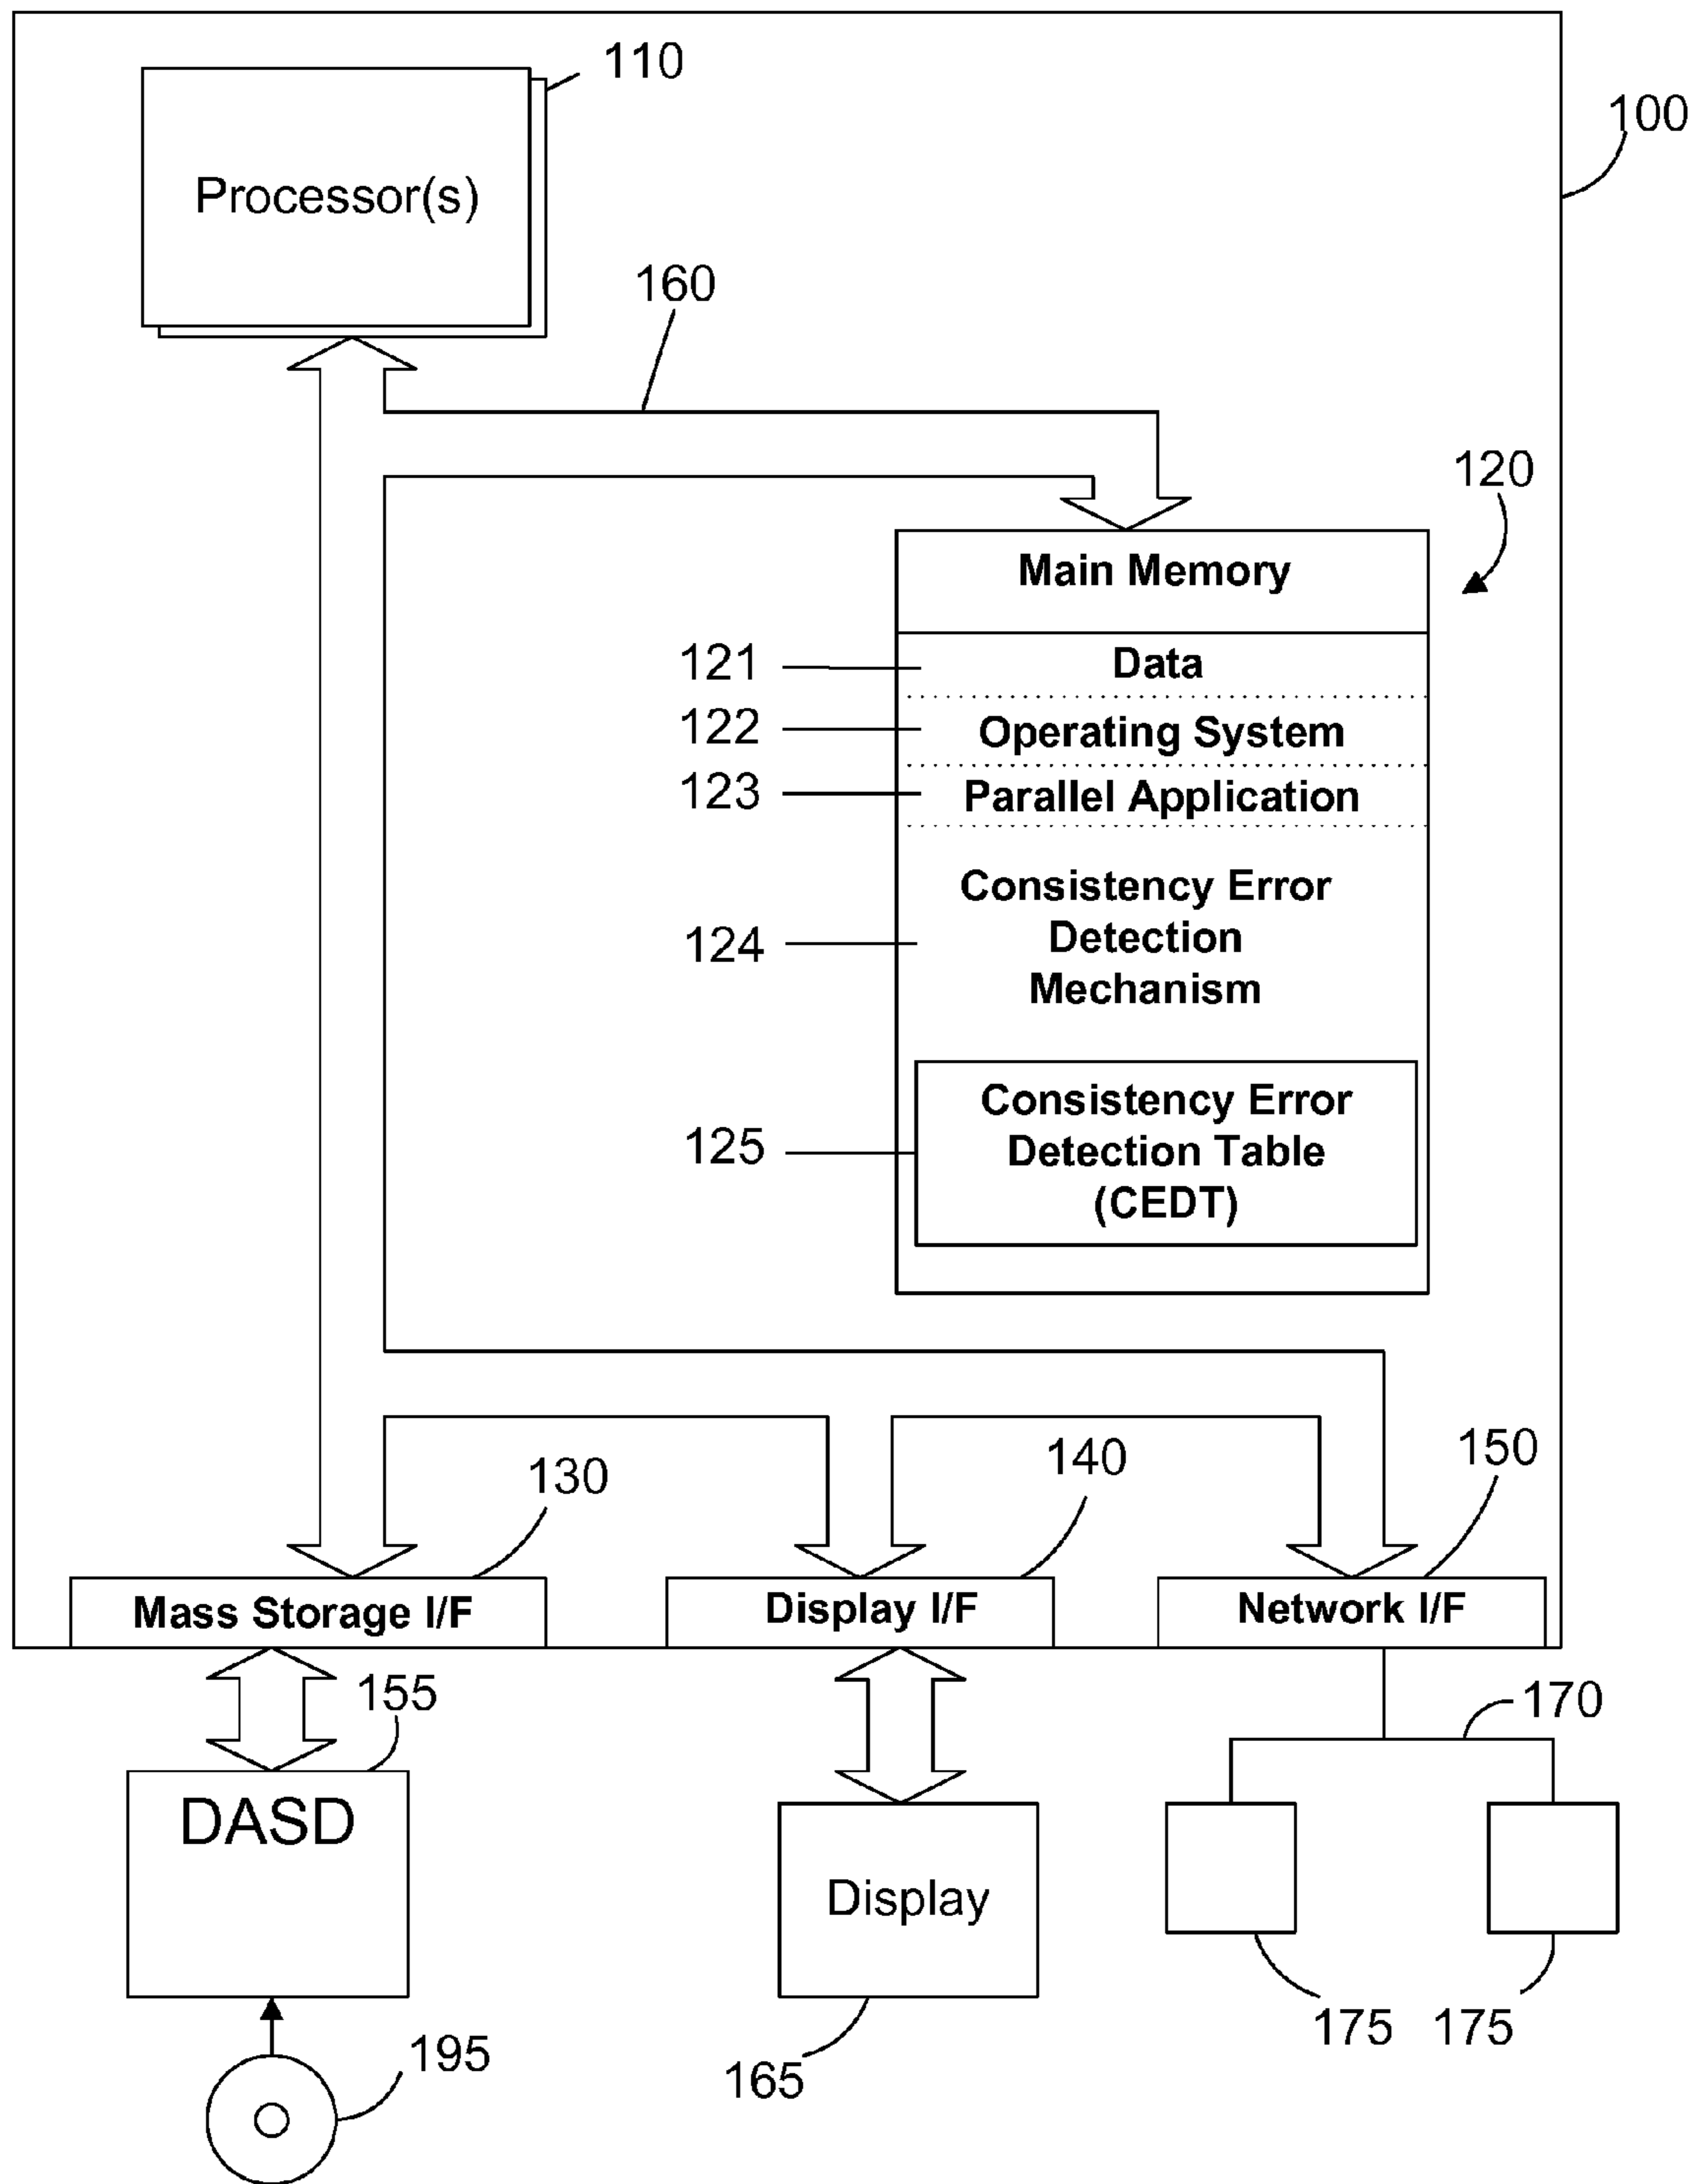 110
100
Processor(s)
160
120
Main Memory
121
Data
122
Operating System
123
Parallel Application
124
Consistency Error
Detection
Mechanism
125
Consistency Error
Detection Table
(CEDT)
130
140
150
Mass Storage I/F
Display I/F
Network I/F
155
170
DASD
Display
175
175
195
165